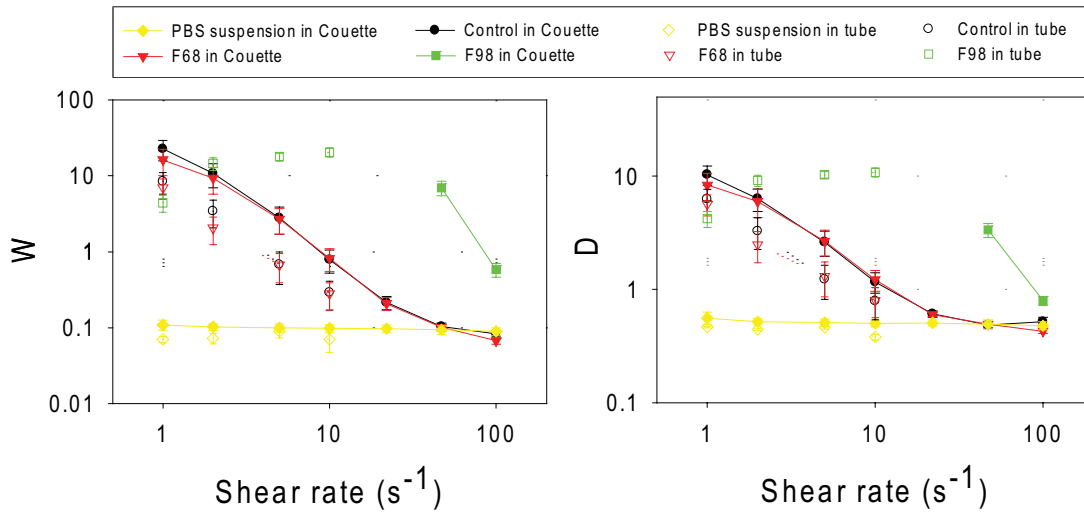 PBS suspension in Couette Control in Couette PBS suspension in tube Control in tube
F68 in Couette F98 in Couette F68 in tube F98 in tube
100
10
1
0.1
0.01
W
1 10 100
Shear rate (s-1)
10
1
0.1
D
1 10 100
Shear rate (s-1)